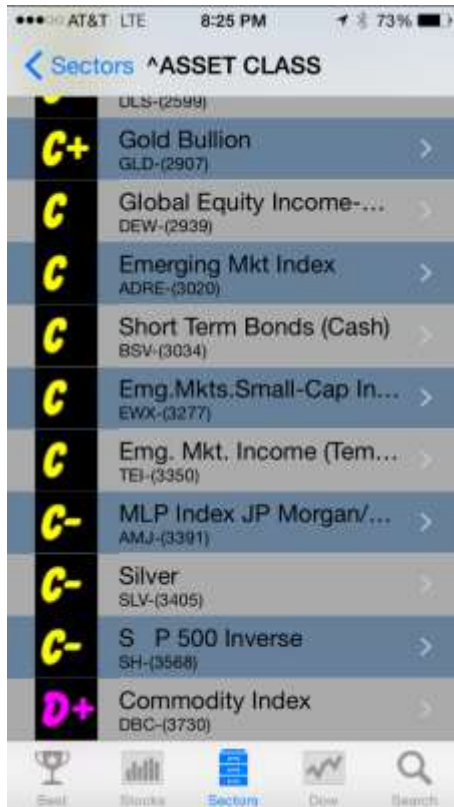 AT&T LTE 8:25 PM 73%
Sectors ^ASSET CLASS
DLS-(2599)
C+ Gold Bullion
GLD-(2907)
C Global Equity Income-...
DEW-(2939)
C Emerging Mkt Index
ADRE-(3020)
C Short Term Bonds (Cash)
BSV-(3034)
C Emg.Mkts.Small-Cap In...
EWX-(3277)
C Emg. Mkt. Income (Tem...
TEI-(3350)
C- MLP Index JP Morgan/...
AMJ-(3391)
C- Silver
SLV-(3405)
C- S P 500 Inverse
SH-(3568)
D+ Commodity Index
DBC-(3730)
Best Stocks Sectors Dow Search